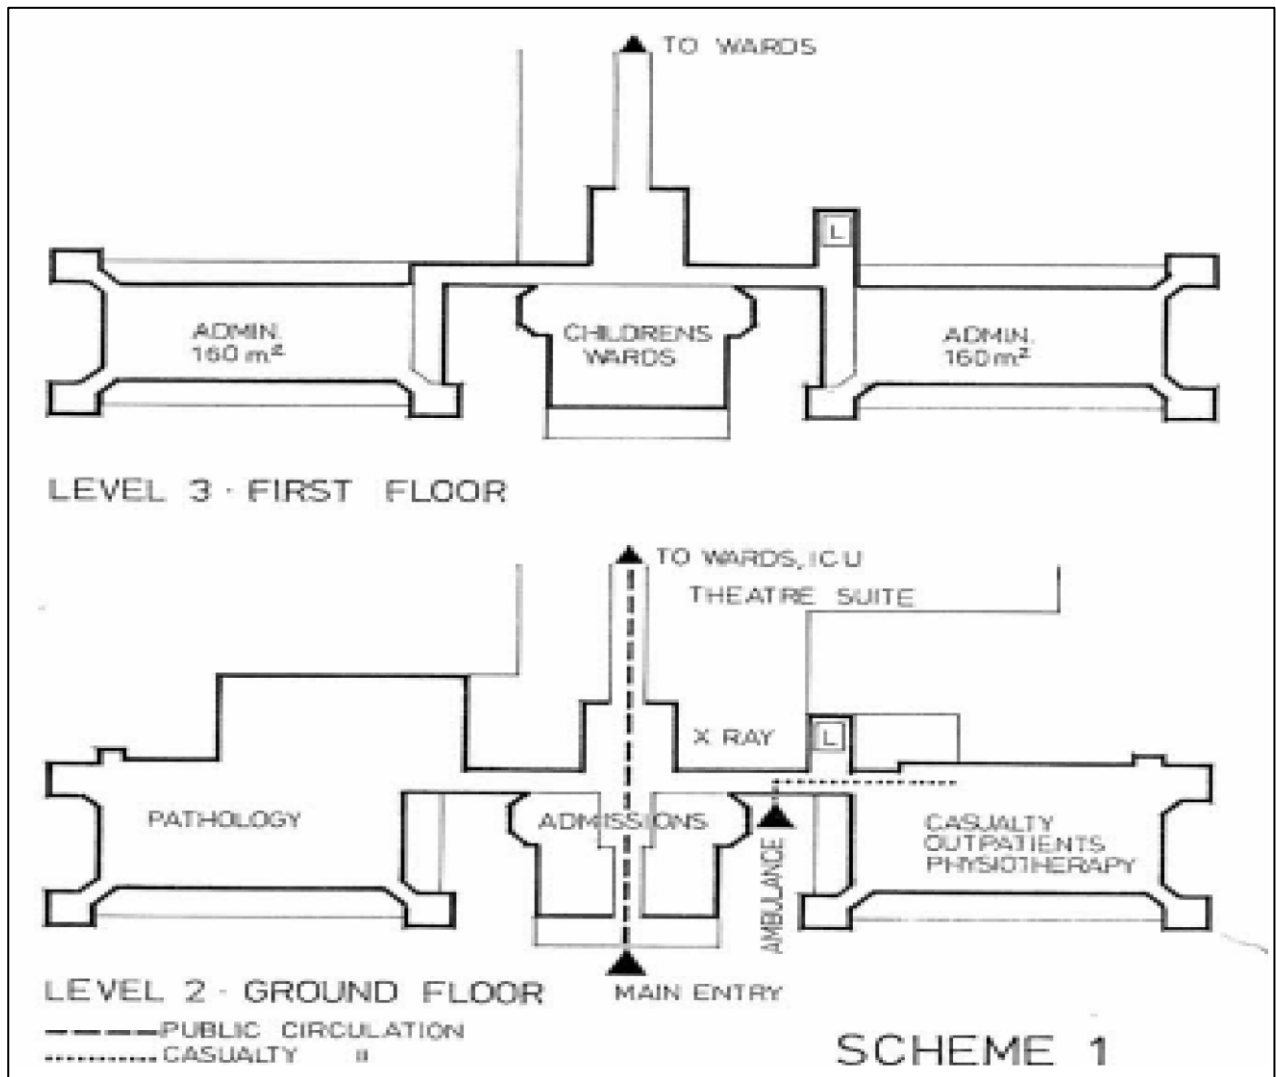 TO WARDS
L
ADMIN.
160 m²
CHILDRENS
WARDS
ADMIN.
160 m²
LEVEL 3 · FIRST FLOOR
TO WARDS, ICU
THEATRE SUITE
X RAY
L
PATHOLOGY
ADMISSIONS
CASUALTY
OUTPATIENTS
PHYSIOTHERAPY
AMBULANCE
LEVEL 2 · GROUND FLOOR
MAIN ENTRY
PUBLIC CIRCULATION
CASUALTY "
SCHEME 1